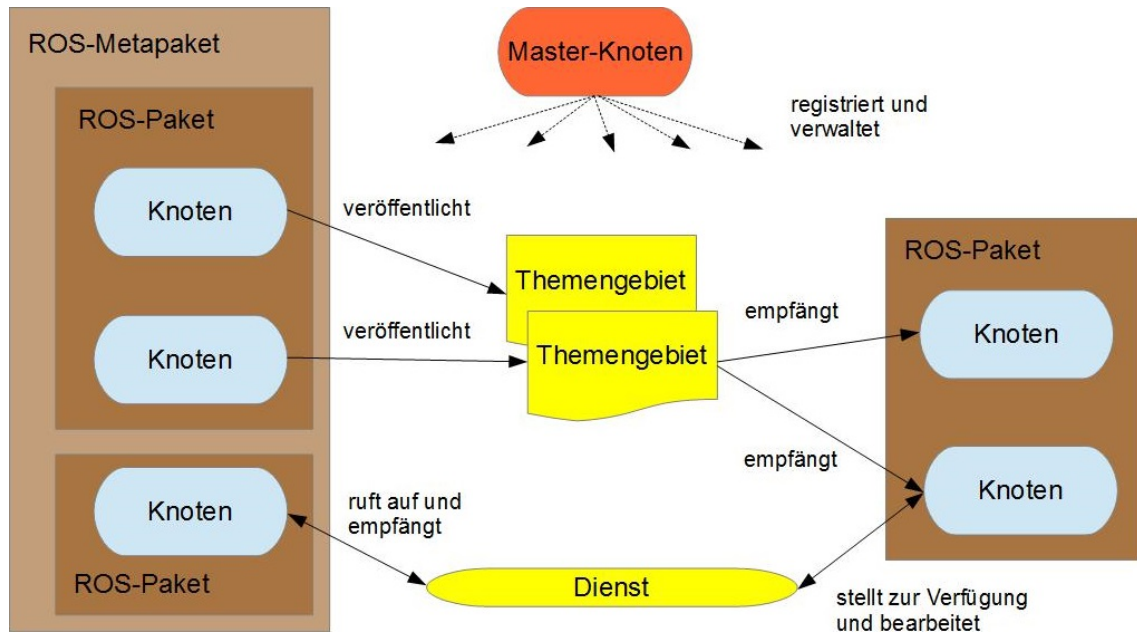 ROS-Metapaket
ROS-Paket
Knoten
Knoten
Knoten
ROS-Paket
Master-Knoten
registriert und
verwaltet
veröffentlicht
veröffentlicht
Themengebiet
Themengebiet
empfängt
empfängt
ROS-Paket
Knoten
Knoten
ruft auf und
empfängt
Dienst
stellt zur Verfügung
und bearbeitet